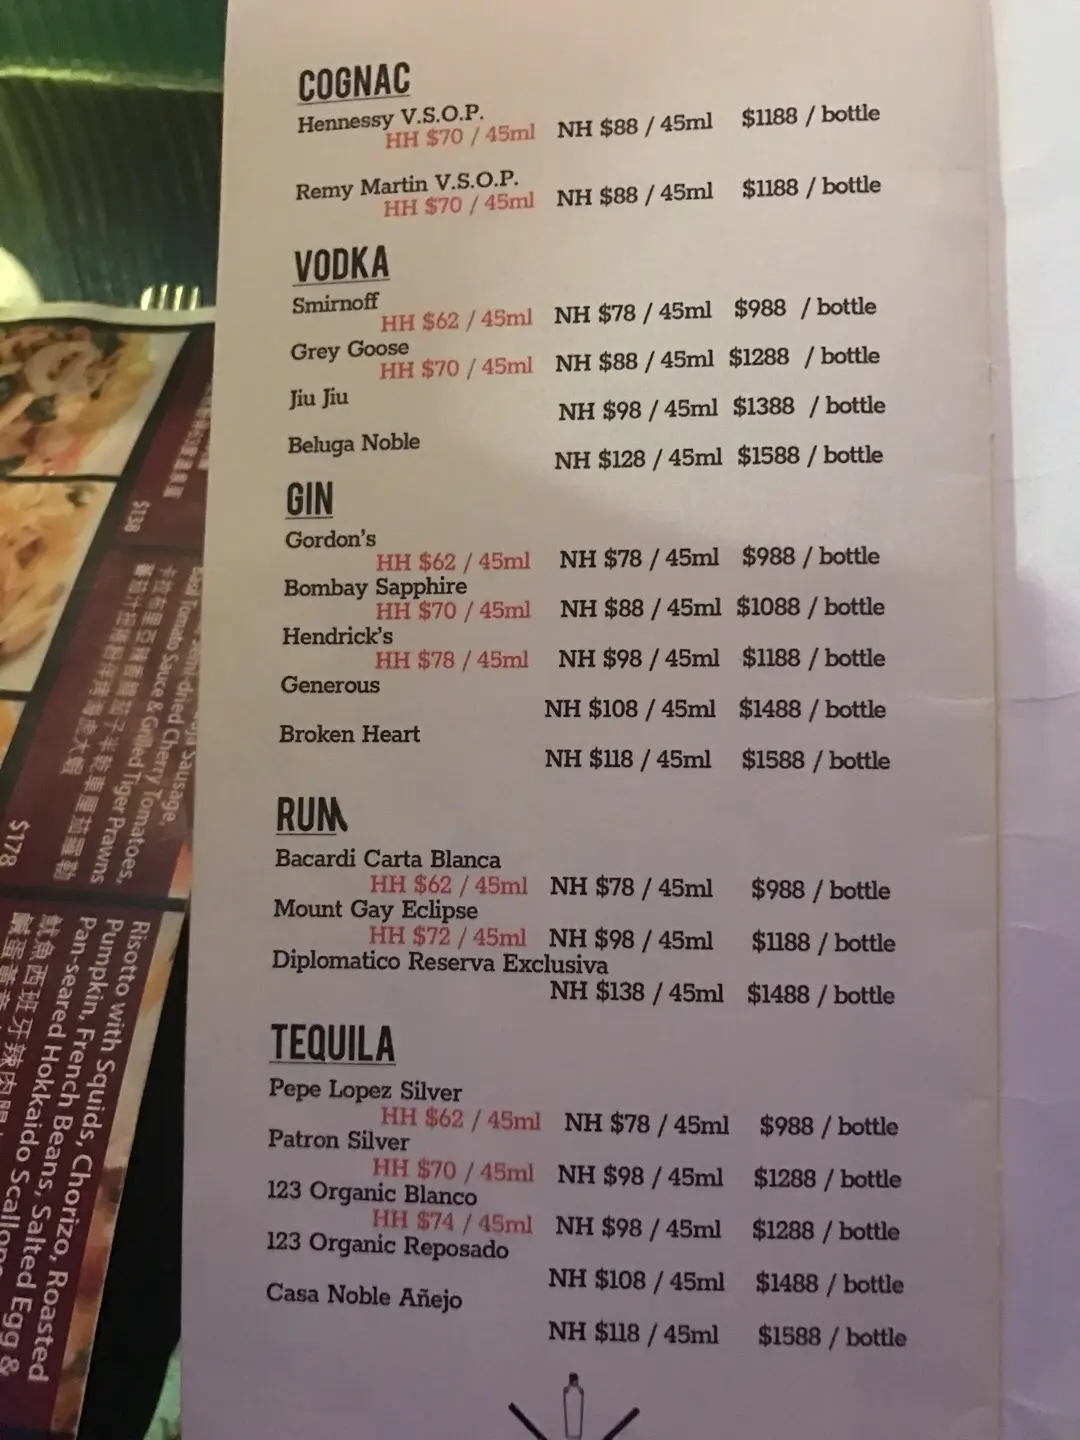 COGNAC
Hennessy V.S.O.P.
HH $70 / 45ml NH $88 / 45ml $1188 / bottle
Remy Martin V.S.O.P.
HH $70 / 45ml NH $88 / 45ml $1188 / bottle
VODKA
Smirnoff
HH $62 / 45ml NH $78 / 45ml $988 / bottle
Grey Goose
HH $70 / 45ml NH $88 / 45ml $1288 / bottle
Jiu Jiu
NH $98 / 45ml $1388 / bottle
Beluga Noble
NH $128 / 45ml $1588 / bottle
GIN
Gordon's
HH $62 / 45ml NH $78 / 45ml $988 / bottle
Bombay Sapphire
HH $70 / 45ml NH $88 / 45ml $1088 / bottle
Hendrick's
HH $78 / 45ml NH $98 / 45ml $1188 / bottle
Generous
NH $108 / 45ml $1488 / bottle
Broken Heart
NH $118 / 45ml $1588 / bottle
RUM
Bacardi Carta Blanca
HH $62 / 45ml NH $78 / 45ml $988 / bottle
Mount Gay Eclipse
HH $72 / 45ml NH $98 / 45ml $1188 / bottle
Diplomatico Reserva Exclusiva
NH $138 / 45ml $1488 / bottle
TEQUILA
Pepe Lopez Silver
HH $62 / 45ml NH $78 / 45ml $988 / bottle
Patron Silver
HH $70 / 45ml NH $98 / 45ml $1288 / bottle
123 Organic Blanco
HH $74 / 45ml NH $98 / 45ml $1288 / bottle
123 Organic Reposado
NH $108 / 45ml $1488 / bottle
Casa Noble Añejo
NH $118 / 45ml $1588 / bottle
$138
Sausage,
Tomato Sauce & Grilled Tiger Prawns
$178
Risotto with Squids, Chorizo, Roasted
Pumpkin, French Beans, Salted Egg &
Pan-seared Hokkaido
魷魚西班牙辣肉腸